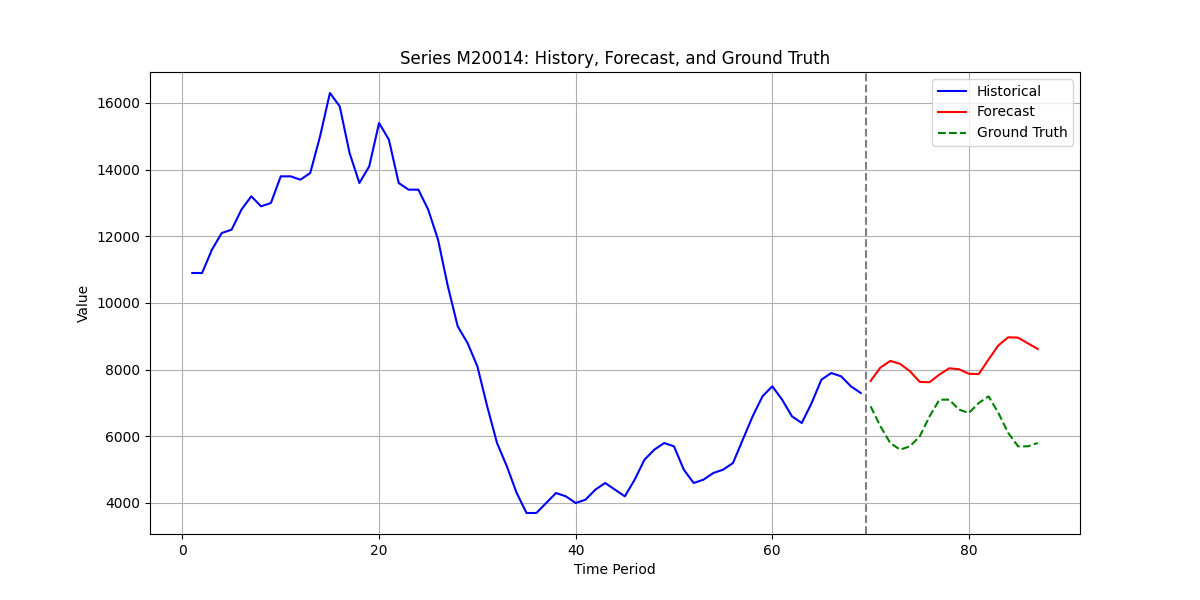 Series M20014: History, Forecast, and Ground Truth
Historical
Forecast
Ground Truth
Value
16000
14000
12000
10000
8000
6000
4000
0 20 40 60 80
Time Period